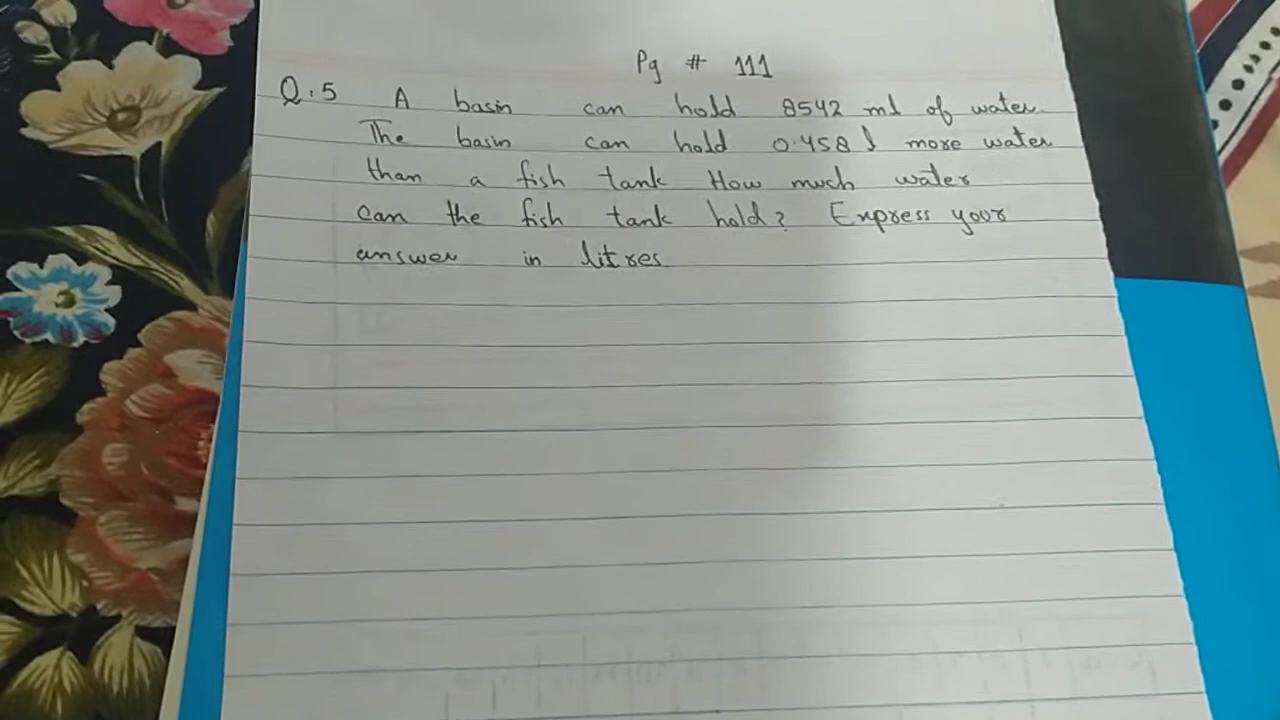 Pg # 111
Q.5 A basin can hold 8542 ml of water.
The basin can hold 0.458 l more water
than a fish tank How much water
can the fish tank hold? Express your
answer in litres